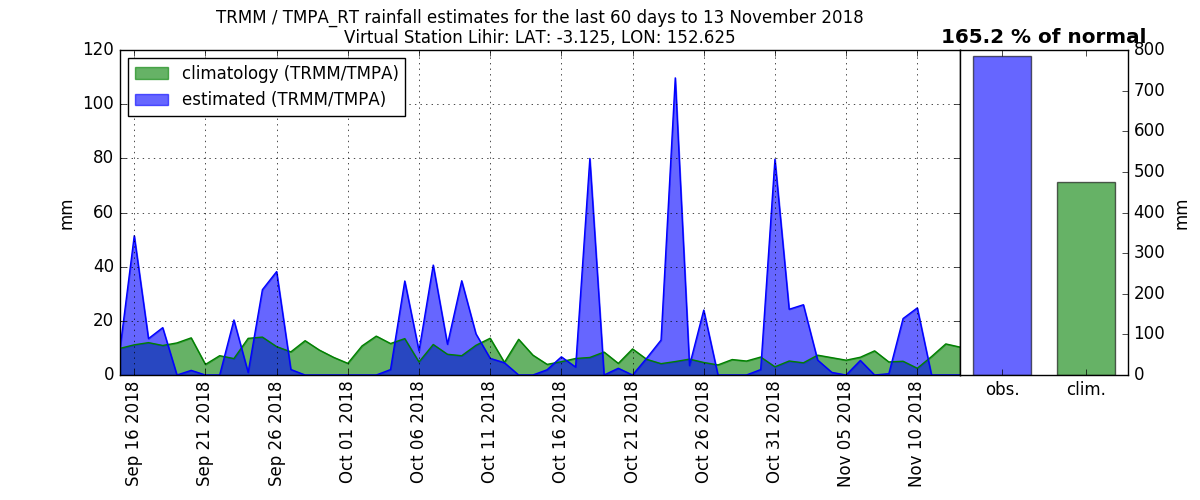 TRMM / TMPA_RT rainfall estimates for the last 60 days to 13 November 2018
Virtual Station Lihir: LAT: -3.125, LON: 152.625
165.2 % of normal
climatology (TRMM/TMPA)
estimated (TRMM/TMPA)
mm
120
100
80
60
40
20
0
Sep 16 2018
Sep 21 2018
Sep 26 2018
Oct 01 2018
Oct 06 2018
Oct 11 2018
Oct 16 2018
Oct 21 2018
Oct 26 2018
Oct 31 2018
Nov 05 2018
Nov 10 2018
800
700
600
500
400
300
200
100
0
mm
obs.
clim.